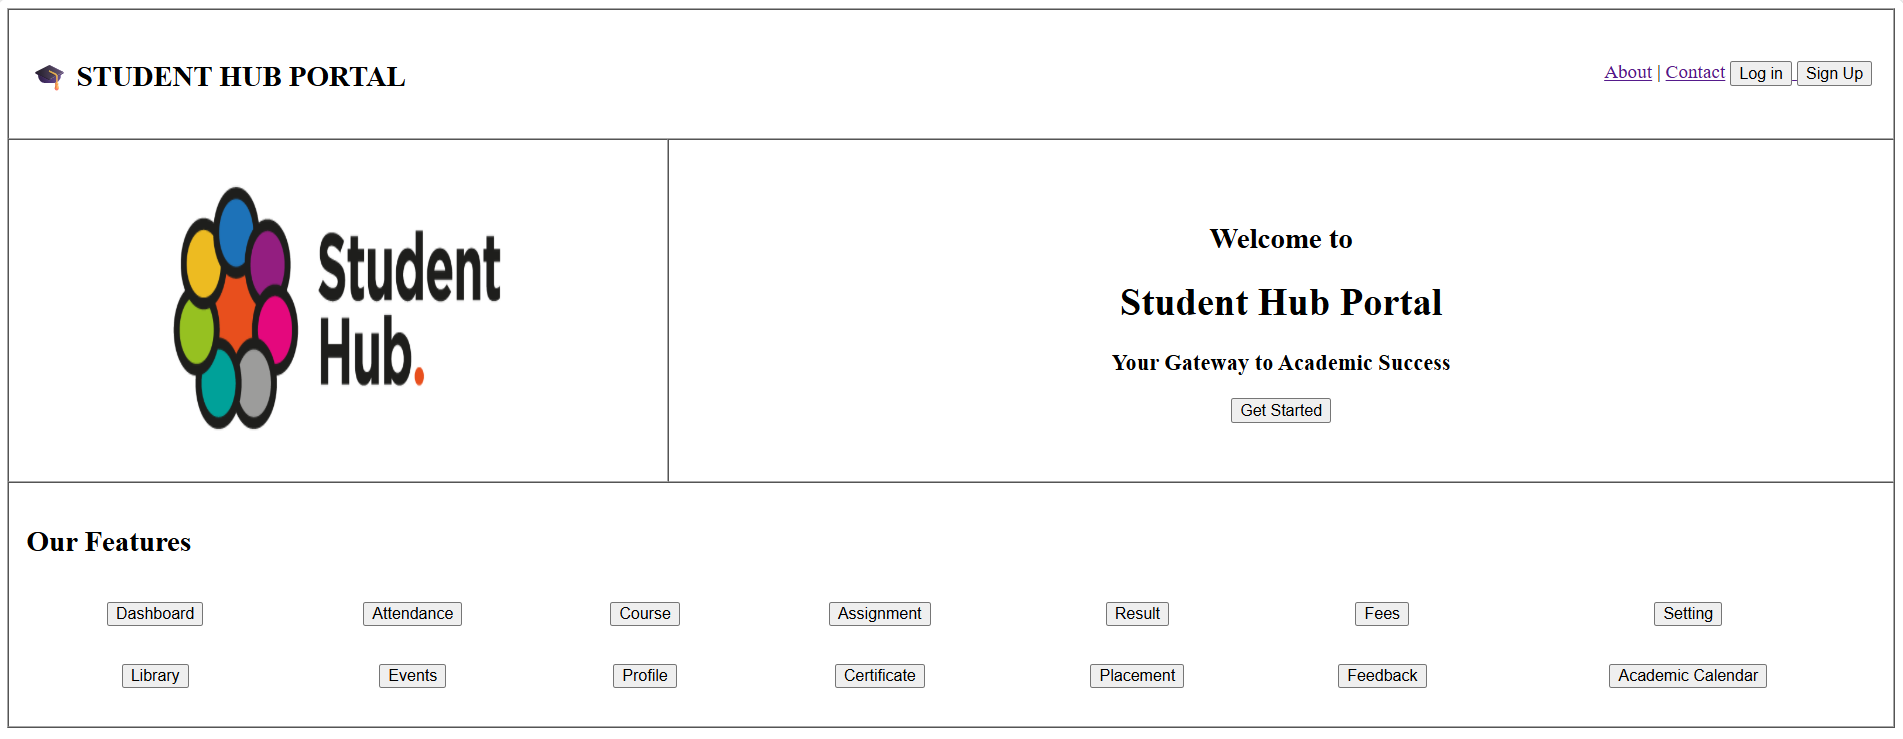 STUDENT HUB PORTAL
About | Contact Log in Sign Up
Student
Hub.
Welcome to
Student Hub Portal
Your Gateway to Academic Success
Get Started
Our Features
Dashboard Attendance Course Assignment Result Fees Setting
Library Events Profile Certificate Placement Feedback Academic Calendar